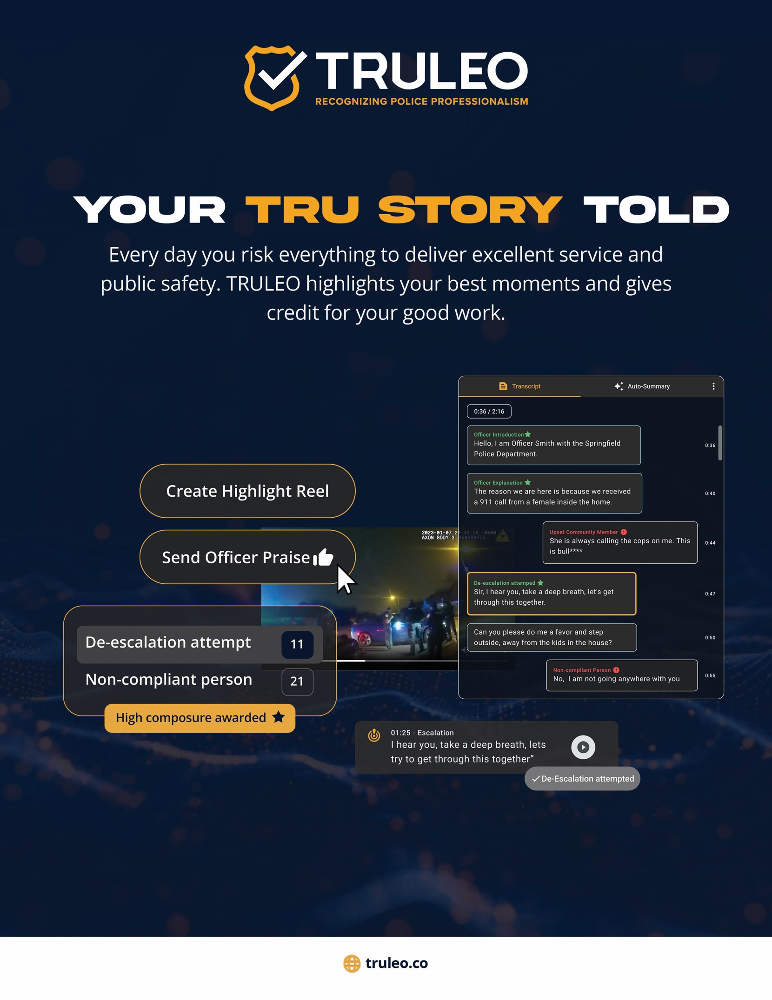 TRULEO
RECOGNIZING POLICE PROFESSIONALISM
YOUR TRU STORY TOLD
Every day you risk everything to deliver excellent service and
public safety. TRULEO highlights your best moments and gives
credit for your good work.
Transcript
Auto-Summary
0:36 / 2:16
Officer Introduction
Hello, I am Officer Smith with the Springfield
Police Department.
0:36
Officer Explanation
The reason we are here is because we received
a 911 call from a female inside the home.
0:40
Upset Community Member
She is always calling the cops on me. This
is bull****
0:44
De-escalation attemped
Sir, I hear you, take a deep breath, let's get
through this together.
0:47
Can you please do me a favor and step
outside, away from the kids in the house?
0:50
Non-compliant Person
No, I am not going anywhere with you
0:55
Create Highlight Reel
Send Officer Praise
2023-01-07 20:39:16 -0600
AXON BODY 3 X60398PTG
De-escalation attempt 11
Non-compliant person 21
High composure awarded
01:25 - Escalation
I hear you, take a deep breath, lets
try to get through this together”
De-Escalation attempted
truleo.co